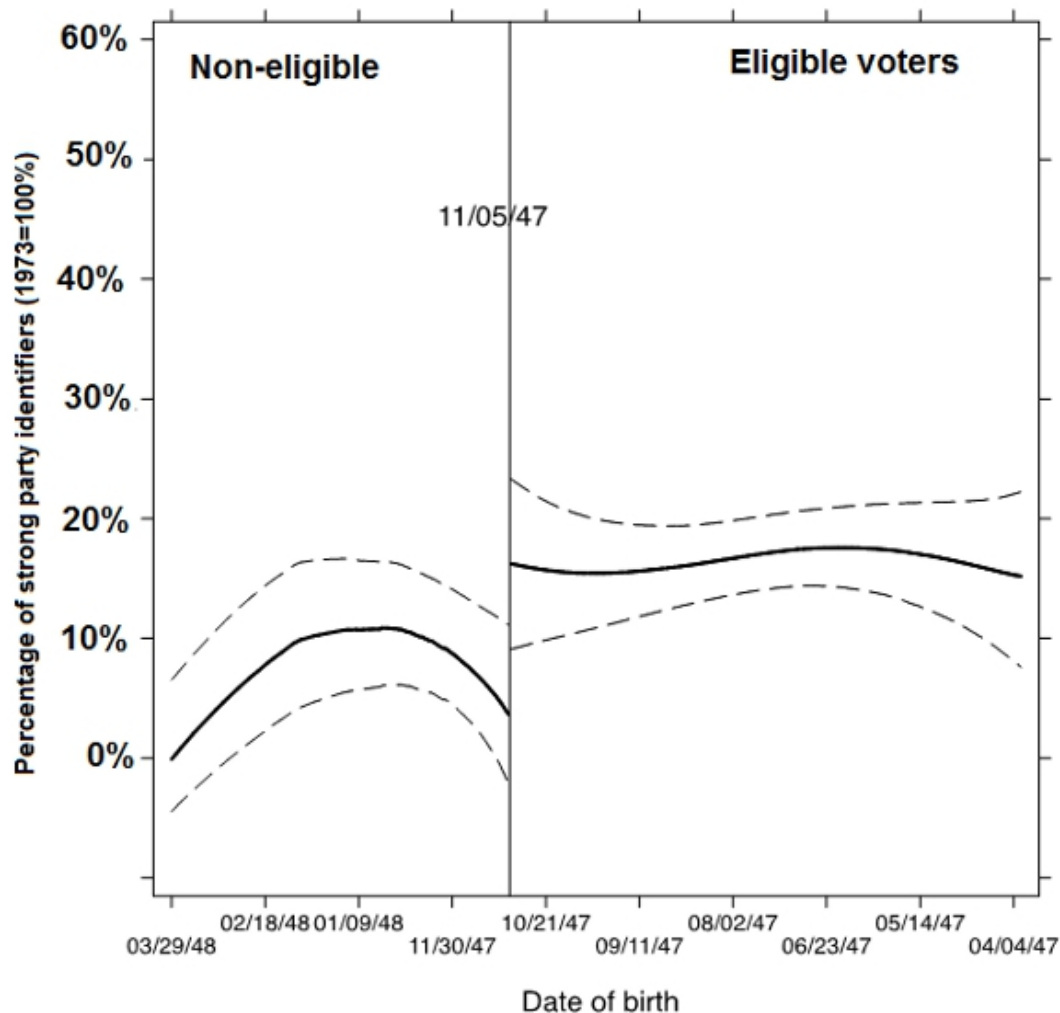 60%
Non-eligible
Eligible voters
50%
11/05/47
40%
30%
20%
10%
0%
Percentage of strong party identifiers (1973=100%)
02/18/48 01/09/48 10/21/47 08/02/47 05/14/47
03/29/48 11/30/47 09/11/47 06/23/47 04/04/47
Date of birth